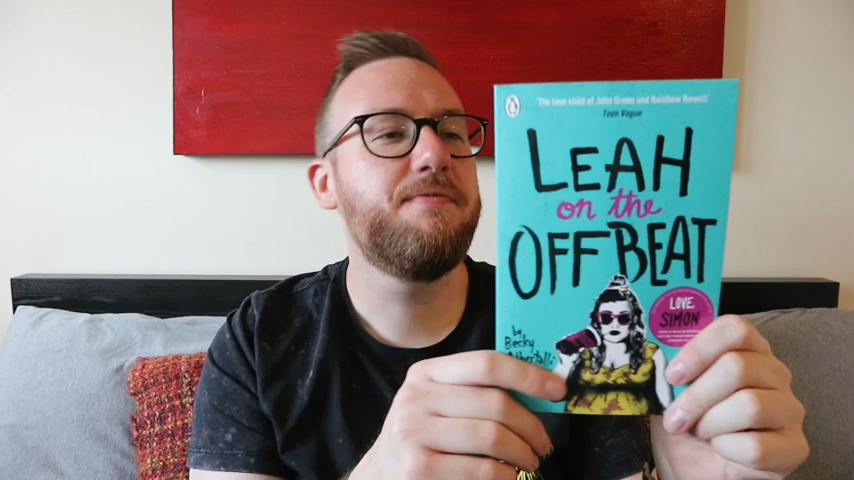 'The love child of John Green and Rainbow Rowell'
Teen Vogue
LEAH
on the
OFFBEAT
LOVE,
SIMON
by
Becky
Albertalli